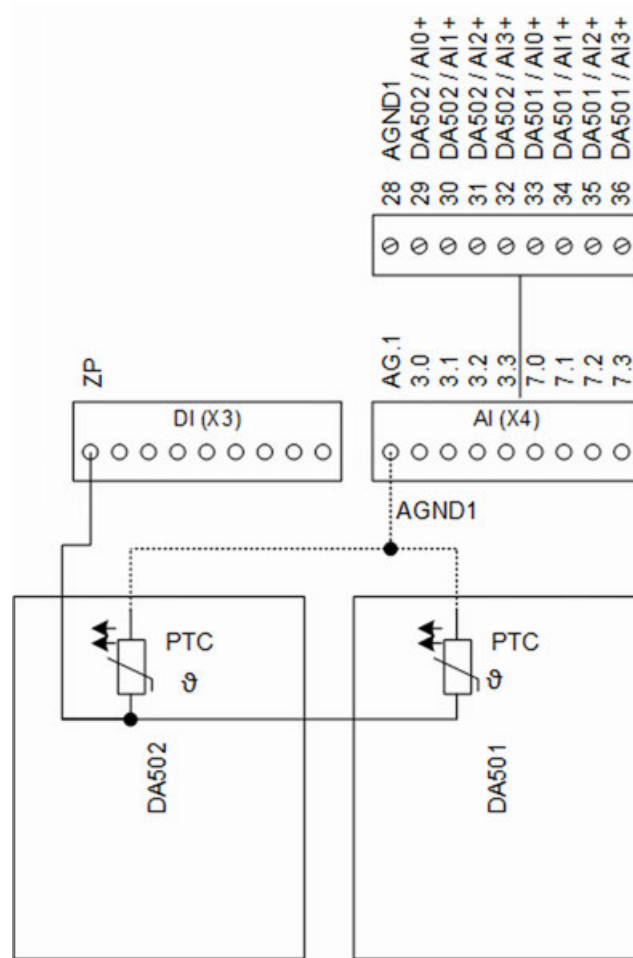 AGND1
DA502 / AI0+
DA502 / AI1+
DA502 / AI2+
DA502 / AI3+
DA501 / AI0+
DA501 / AI1+
DA501 / AI2+
DA501 / AI3+
28
29
30
31
32
33
34
35
36
ZP
AG.1
3.0
3.1
3.2
3.3
7.0
7.1
7.2
7.3
DI (X3)
AI (X4)
AGND1
PTC
ϑ
DA502
PTC
ϑ
DA501